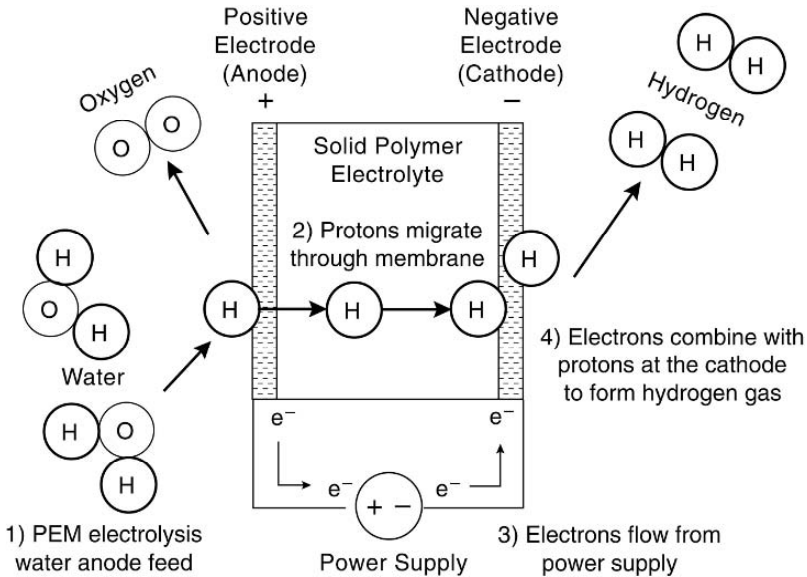 Positive
Electrode
(Anode)
+
Negative
Electrode
(Cathode)
−
Oxygen
O
O
H
H
Hydrogen
H
H
Solid Polymer
Electrolyte
2) Protons migrate
through membrane
H
O
H
Water
H
H
H
H
4) Electrons combine with
protons at the cathode
to form hydrogen gas
H
O
H
e−
e−
e−
+ −
e−
1) PEM electrolysis
water anode feed
Power Supply
3) Electrons flow from
power supply